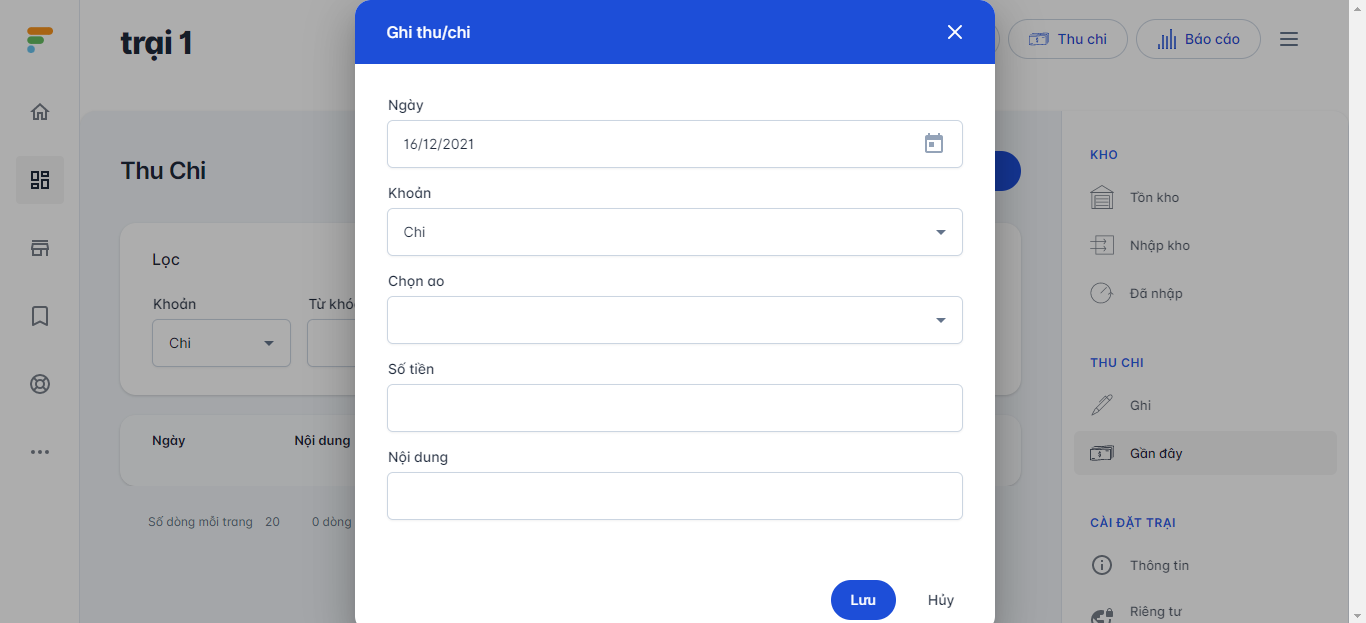 trại 1
Thu chi
Báo cáo
Thu Chi
Lọc
Khoản
Từ khó
Chi
Ngày
Nội dung
Số dòng mỗi trang 20 0 dòng
Ghi thu/chi
Ngày
16/12/2021
Khoản
Chi
Chọn ao
Số tiền
Nội dung
Lưu
Hủy
KHO
Tồn kho
Nhập kho
Đã nhập
THU CHI
Ghi
Gần đây
CÀI ĐẶT TRẠI
Thông tin
Riêng tư